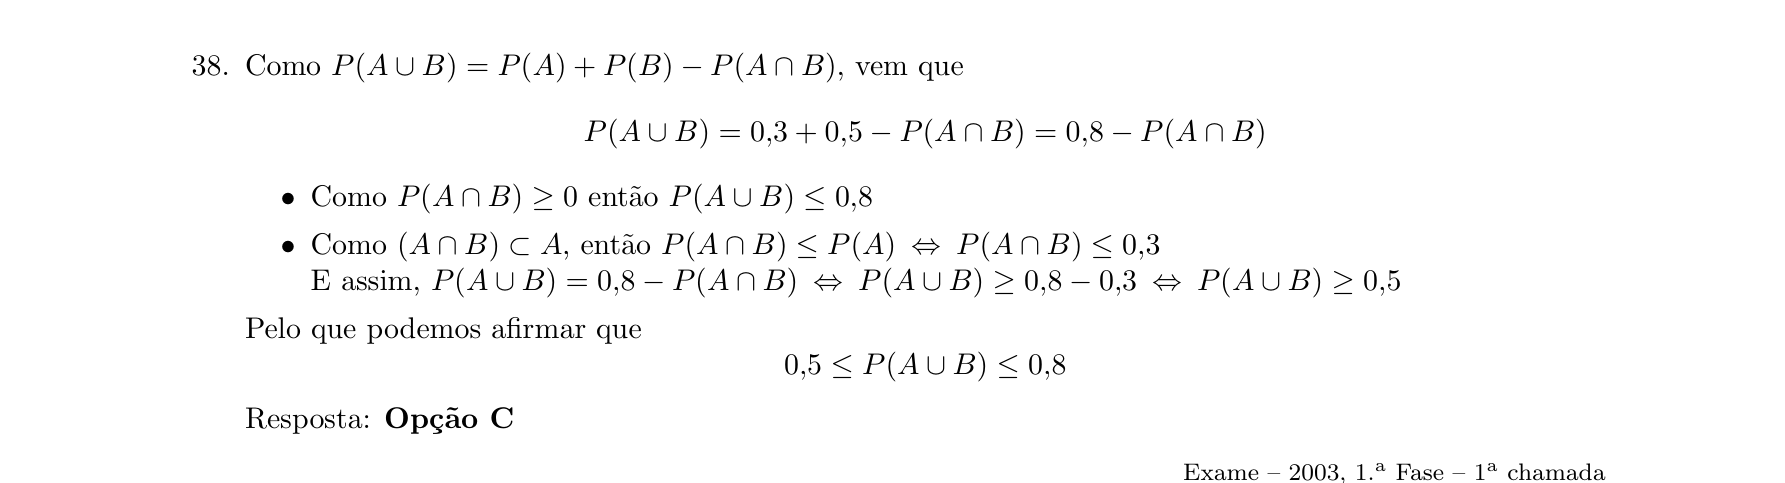 38. Como P(A ∪ B) = P(A) + P(B) − P(A ∩ B), vem que
P(A ∪ B) = 0,3 + 0,5 − P(A ∩ B) = 0,8 − P(A ∩ B)
• Como P(A ∩ B) ≥ 0 então P(A ∪ B) ≤ 0,8
• Como (A ∩ B) ⊂ A, então P(A ∩ B) ≤ P(A) ⇔ P(A ∩ B) ≤ 0,3
E assim, P(A ∪ B) = 0,8 − P(A ∩ B) ⇔ P(A ∪ B) ≥ 0,8 − 0,3 ⇔ P(A ∪ B) ≥ 0,5
Pelo que podemos afirmar que
0,5 ≤ P(A ∪ B) ≤ 0,8
Resposta: Opção C
Exame – 2003, 1.ª Fase – 1ª chamada